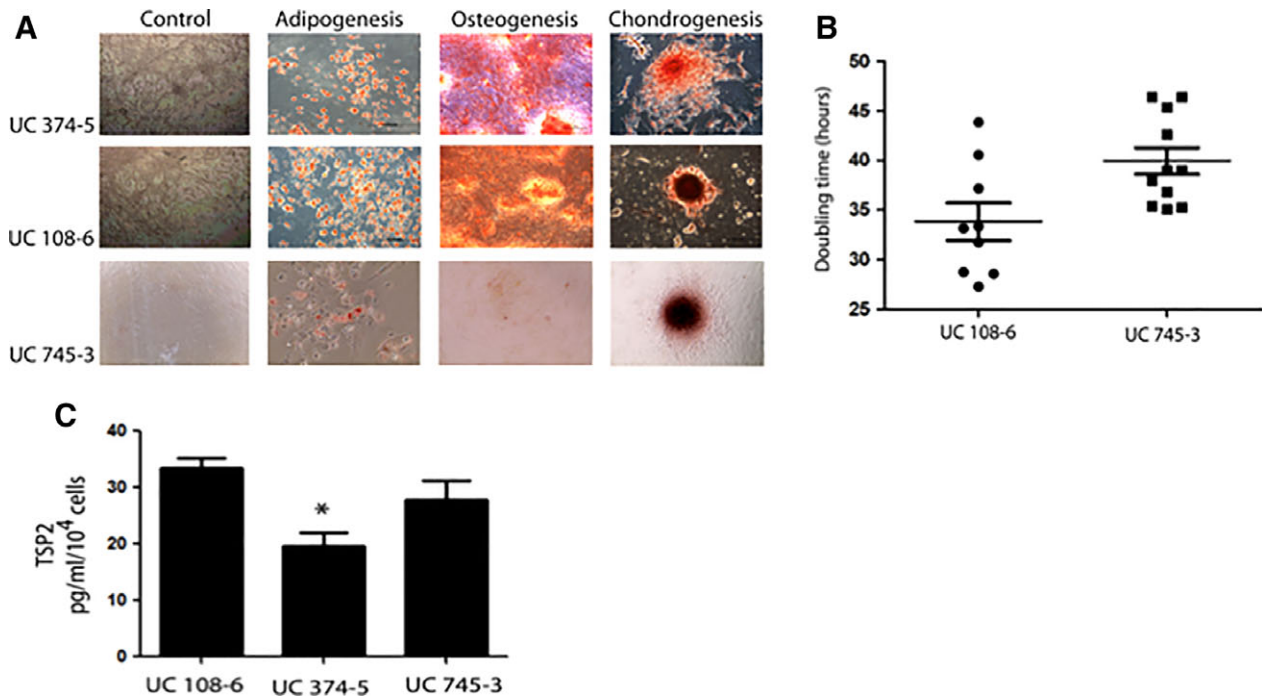 A
Control Adipogenesis Osteogenesis Chondrogenesis
UC 374-5
UC 108-6
UC 745-3
B
Doubling time (hours)
50
45
40
35
30
25
UC 108-6 UC 745-3
C
TSP2
pg/ml/10⁴ cells
40
30
20
10
0
*
UC 108-6 UC 374-5 UC 745-3